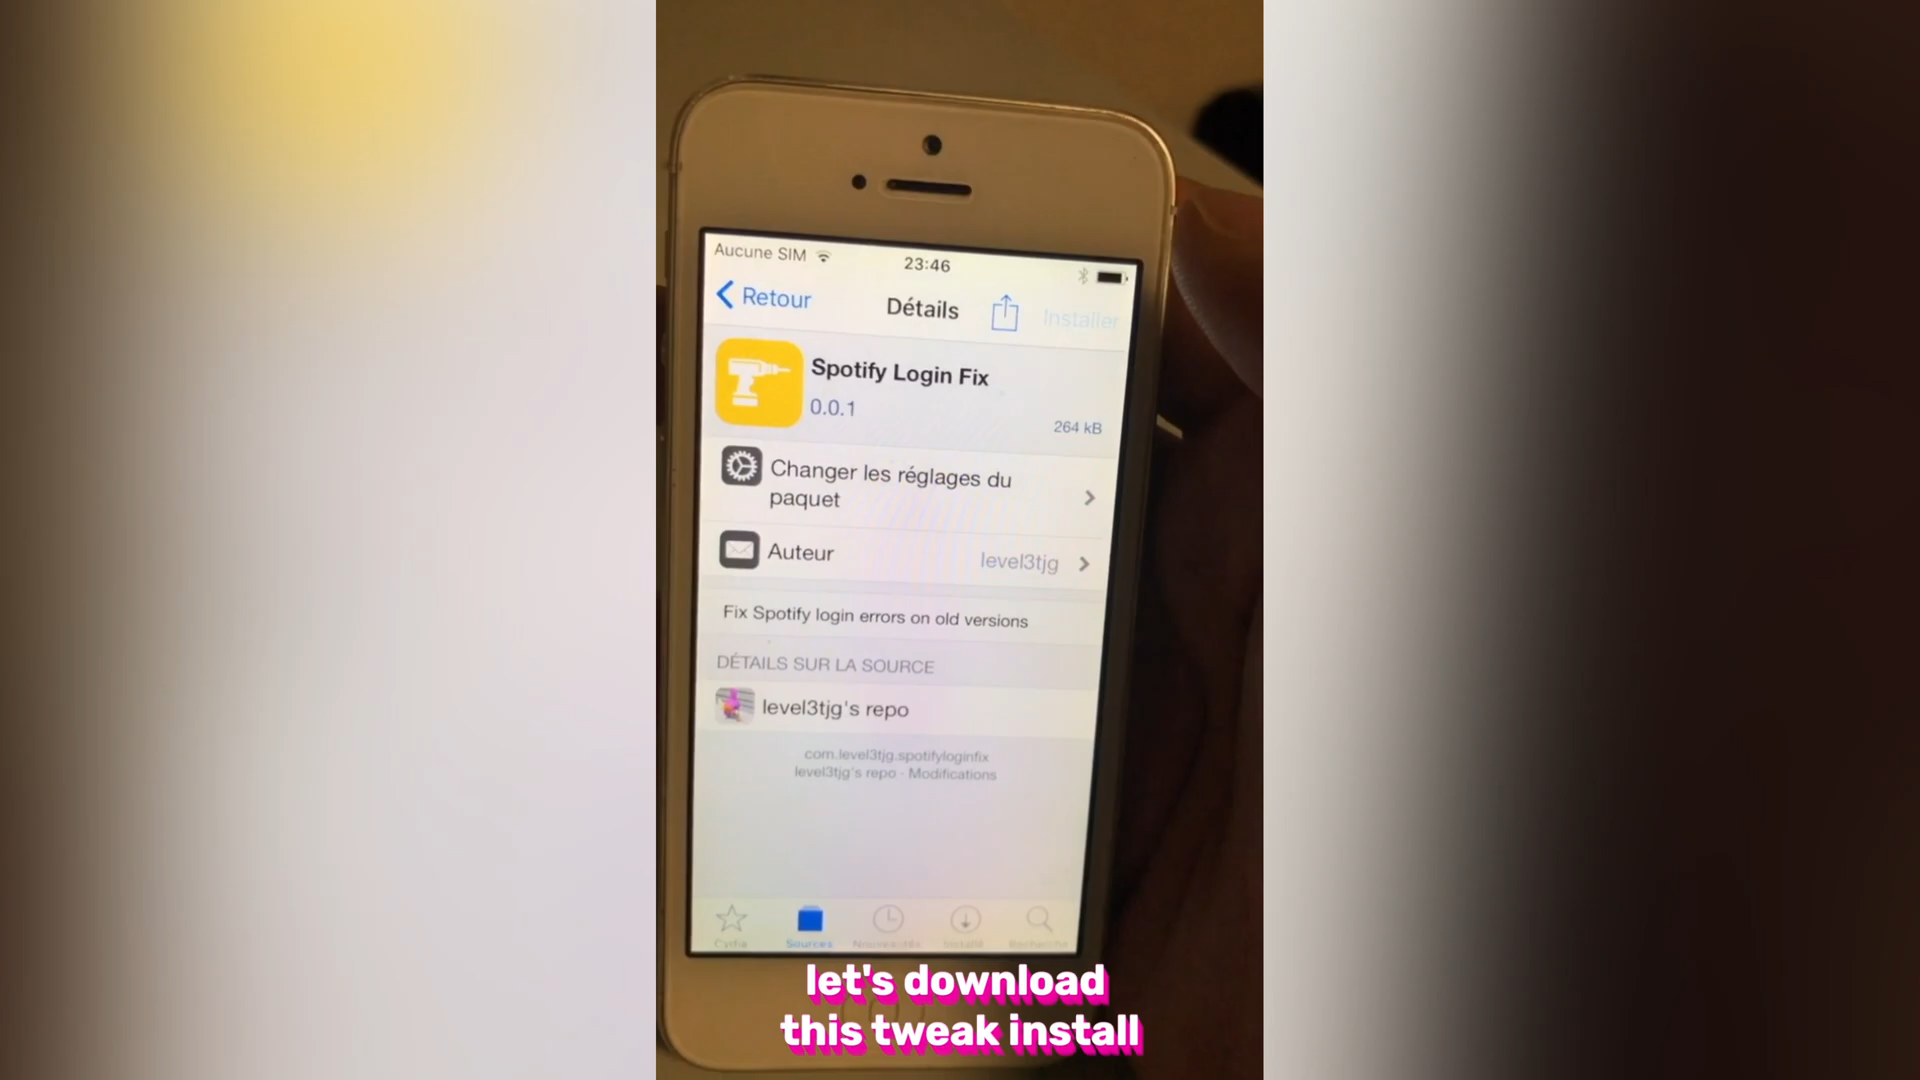 Aucune SIM
23:46
Retour
Détails
Installer
Spotify Login Fix
0.0.1
264 kB
Changer les réglages du
paquet
Auteur
level3tjg
Fix Spotify login errors on old versions
DÉTAILS SUR LA SOURCE
level3tjg's repo
com.level3tjg.spotifyloginfix
level3tjg's repo - Modifications
Cydia
Sources
Nouveautés
Installé
Recherche
let's download
this tweak install